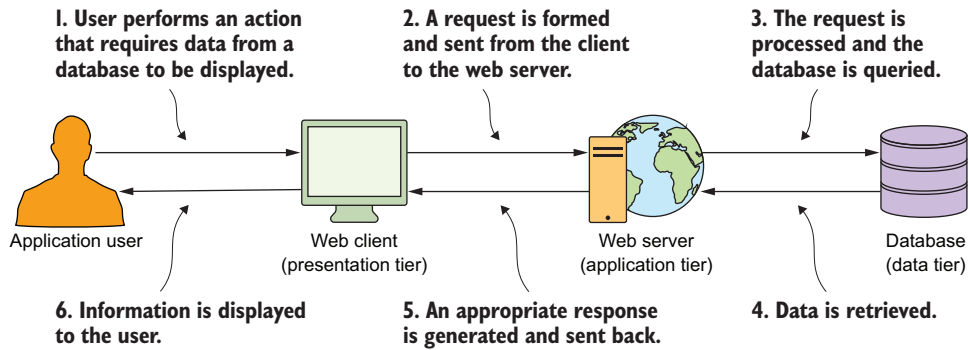 1. User performs an action
that requires data from a
database to be displayed.
2. A request is formed
and sent from the client
to the web server.
3. The request is
processed and the
database is queried.
Application user
Web client
(presentation tier)
Web server
(application tier)
Database
(data tier)
6. Information is displayed
to the user.
5. An appropriate response
is generated and sent back.
4. Data is retrieved.